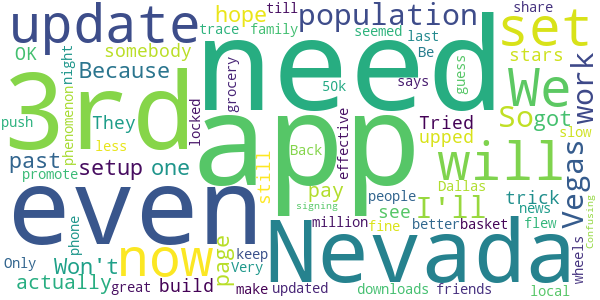 update
need
population
set
3rd
app
even
now
Nevada
will
We
So
got
Vegas
work
hope
till
trace
family
seemed
last
Be
share
OK
somebody
Because
night
phenomenon
They
push
less
promote
past
setup
one
locked
grocery
50k
says
guess
stars
effective
Tried
upped
slow
Back
still
pay
people
see
I'll
Dallas
trick
news
flew
signing
million
fine
better
basket
wheels
Confusing
Won't
page
phone
Only
actually
build
Very
keep
great
updated
make
downloads
friends
local